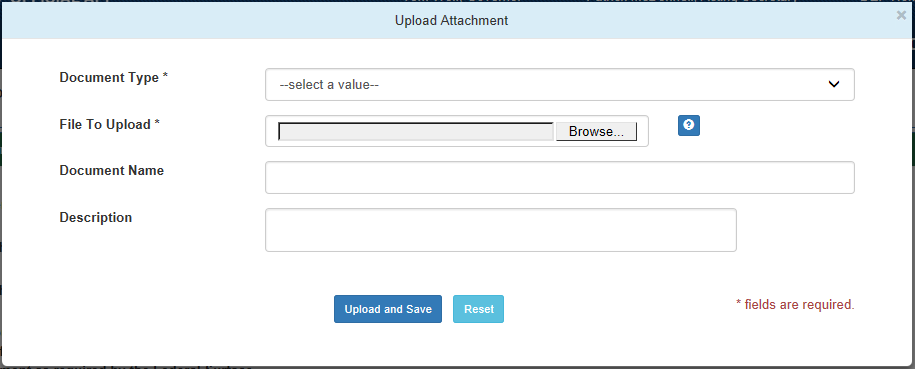 Upload Attachment
×
Document Type *
--select a value--
File To Upload *
Browse...
Document Name
Description
Upload and Save
Reset
* fields are required.